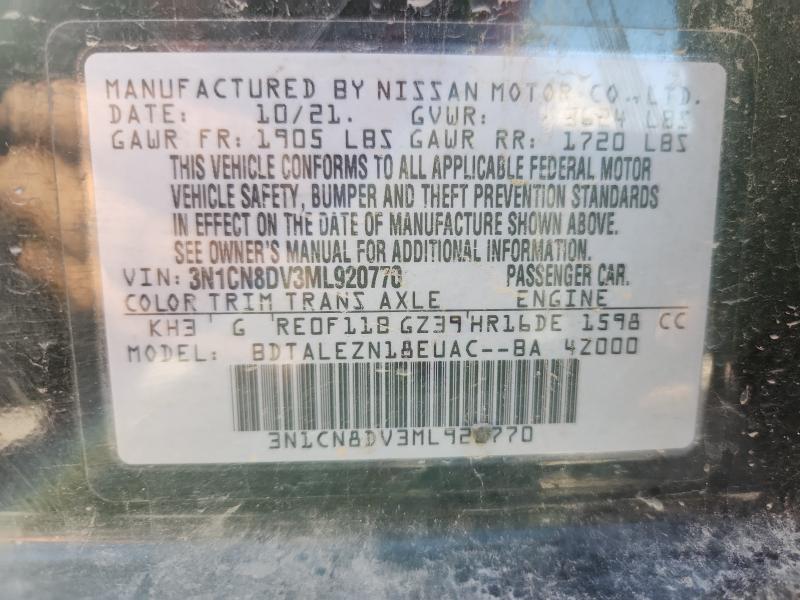 MANUFACTURED BY NISSAN MOTOR CO., LTD.
DATE: 10/21. GVWR: LBS
GAWR FR: 1905 LBS GAWR RR: 1720 LBS
THIS VEHICLE CONFORMS TO ALL APPLICABLE FEDERAL MOTOR
VEHICLE SAFETY, BUMPER AND THEFT PREVENTION STANDARDS
IN EFFECT ON THE DATE OF MANUFACTURE SHOWN ABOVE.
SEE OWNER'S MANUAL FOR ADDITIONAL INFORMATION.
VIN: 3N1CN8DV3ML920770 PASSENGER CAR.
COLOR TRIM TRANS AXLE ENGINE
KH3 G RE0F11B GZ39 HR16DE 1598 CC
MODEL: BDTALEZN18EUAC--BA 4Z000
3N1CN8DV3ML920770